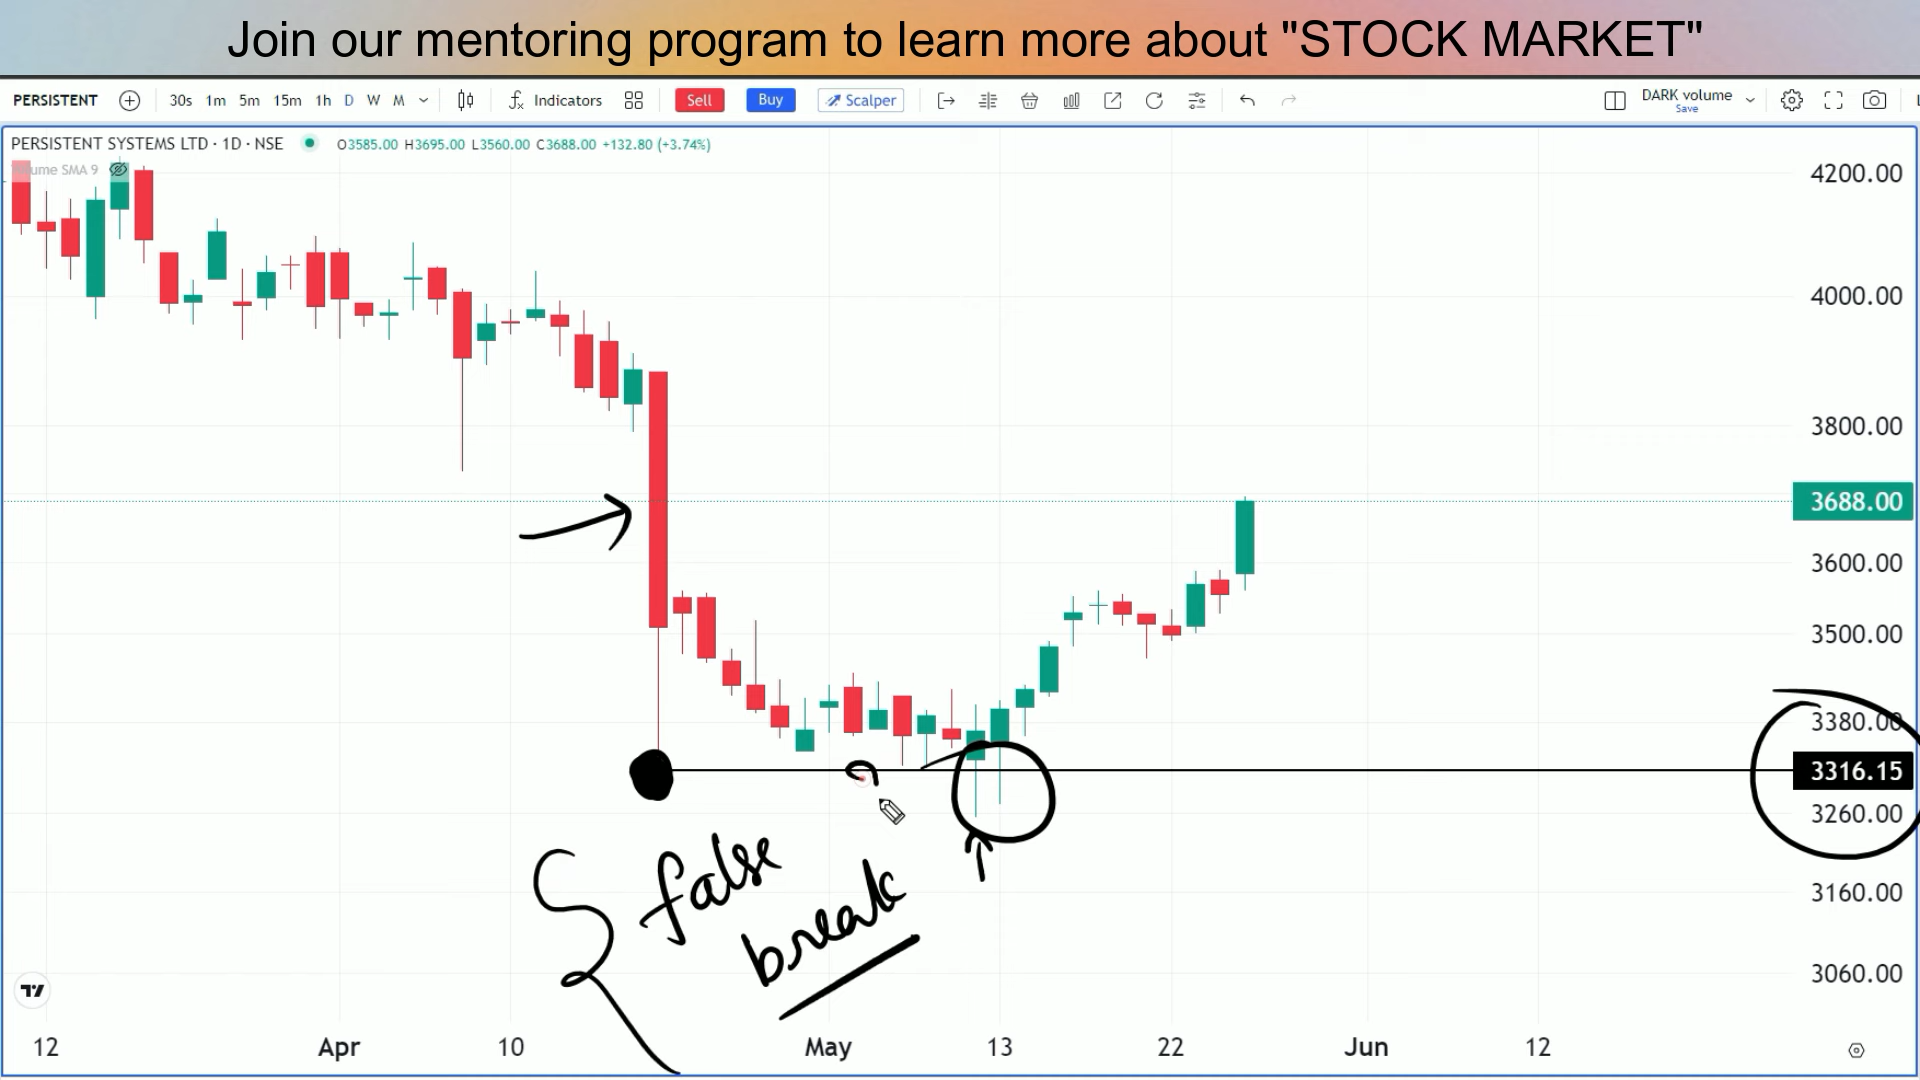 Join our mentoring program to learn more about "STOCK MARKET"
PERSISTENT 30s 1m 5m 15m 1h D W M Indicators Sell Buy Scalper DARK volume
Save
PERSISTENT SYSTEMS LTD · 1D · NSE O3585.00 H3695.00 L3560.00 C3688.00 +132.80 (+3.74%)
ume SMA 9
4200.00
4000.00
3800.00
3688.00
3600.00
3500.00
3380.00
3316.15
3260.00
3160.00
3060.00
false
break
12 Apr 10 May 13 22 Jun 12